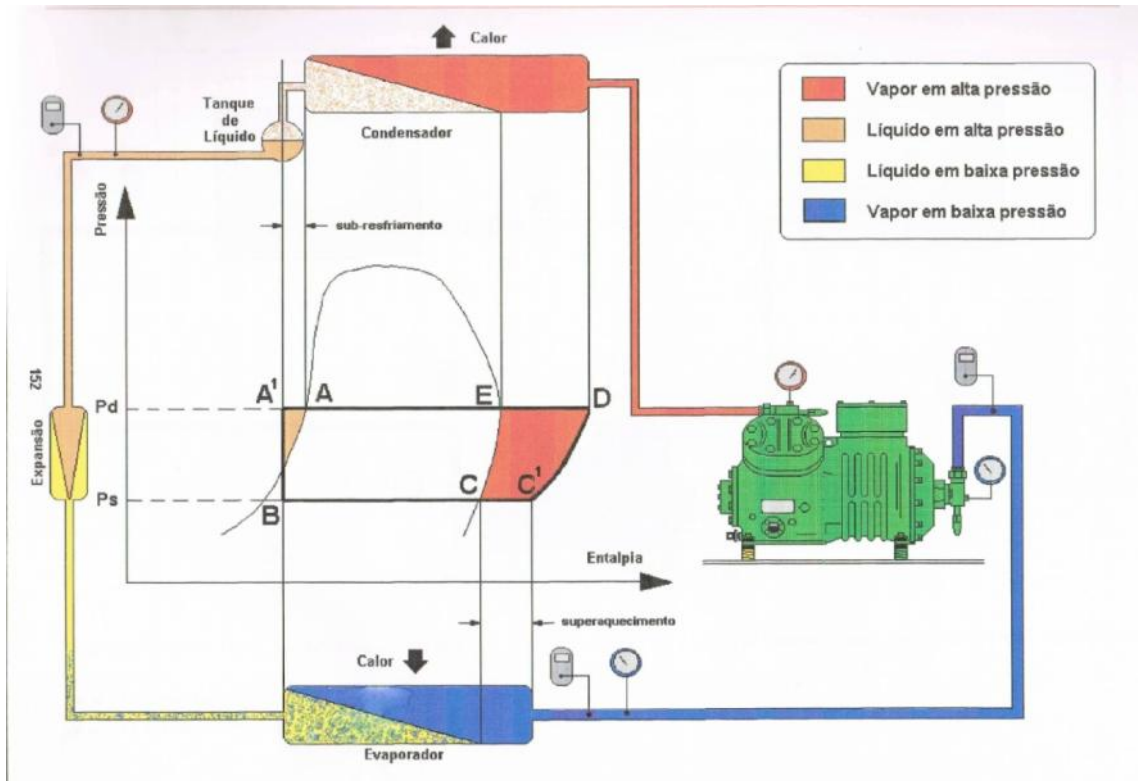 Calor
Tanque
de
Líquido
Condensador
Vapor em alta pressão
Líquido em alta pressão
Líquido em baixa pressão
Vapor em baixa pressão
Pressão
sub-resfriamento
152
Expansão
Pd
A¹
A
E
D
Ps
B
C
C¹
Entalpia
superaquecimento
Calor
Evaporador